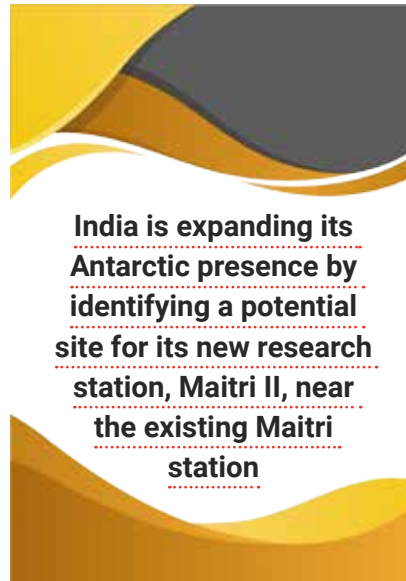 India is expanding its
Antarctic presence by
identifying a potential
site for its new research
station, Maitri II, near
the existing Maitri
station